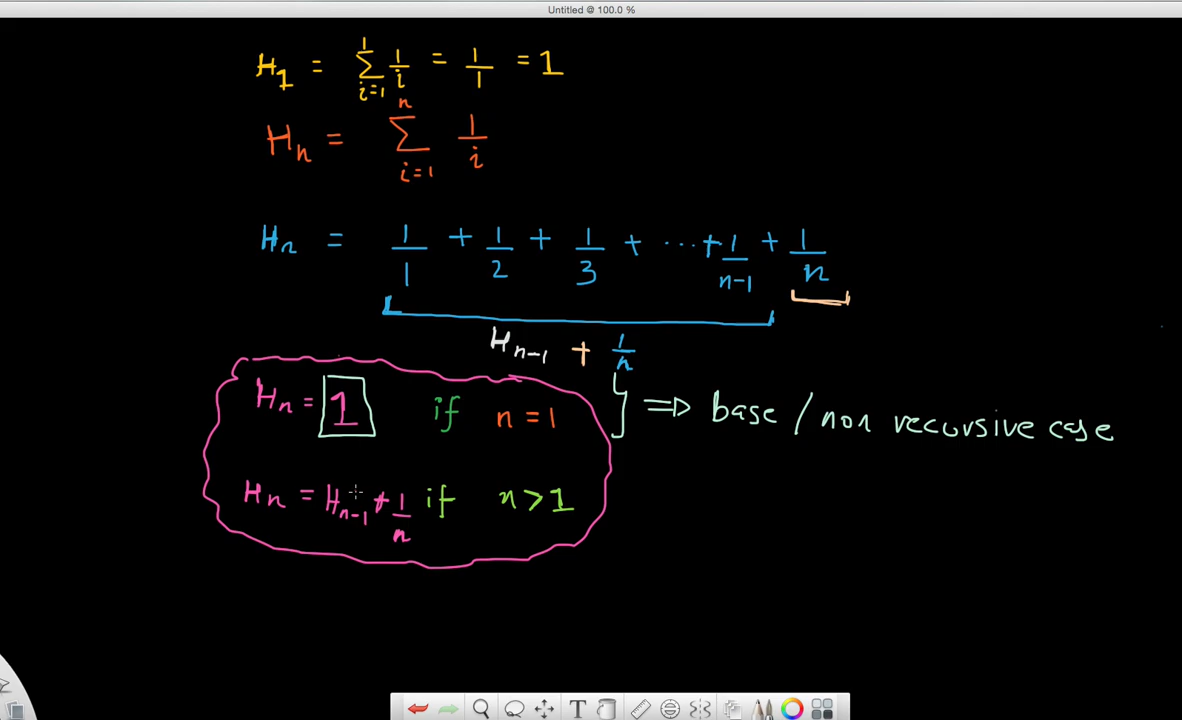 Untitled @ 100.0 %
H₁ = ∑_{i=1}^{1} 1/i = 1/1 = 1
Hₙ = ∑_{i=1}^{n} 1/i
Hₙ = 1/1 + 1/2 + 1/3 + ... + 1/(n-1) + 1/n
Hₙ₋₁ + 1/n
Hₙ = 1 if n = 1 } ⇒ base / non recursive case
Hₙ = Hₙ₋₁ + 1/n if n > 1
T